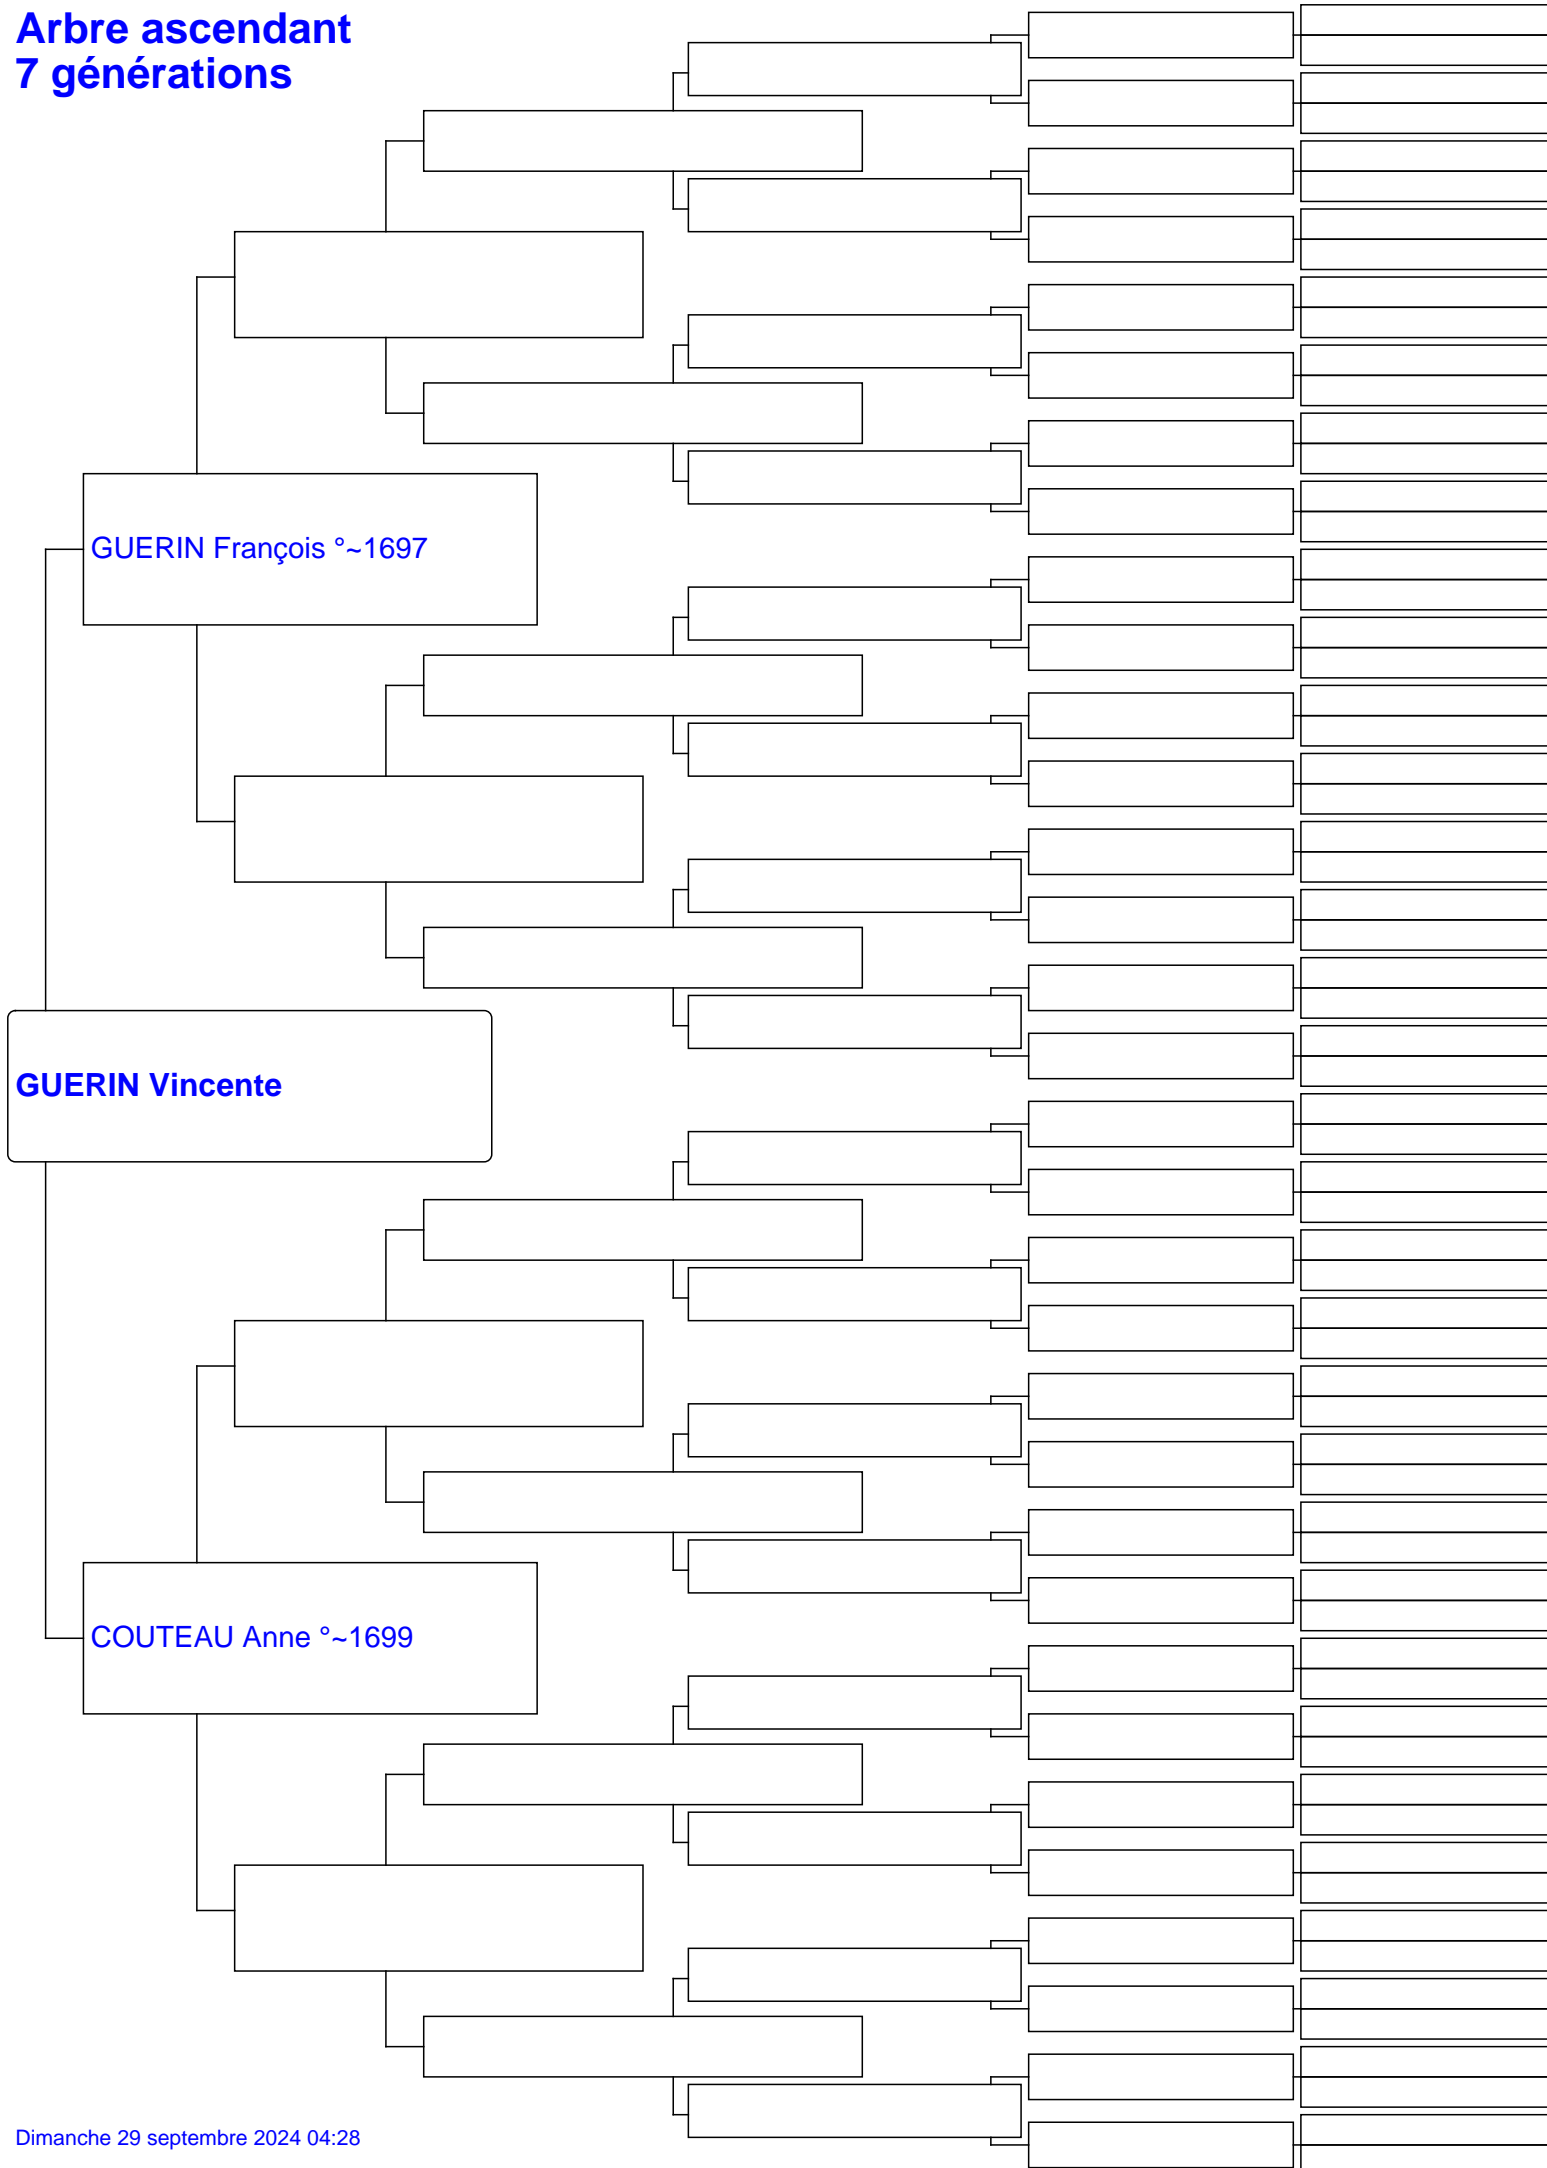 Arbre ascendant
7 générations
GUERIN François °~1697
GUERIN Vincente
COUTEAU Anne °~1699
Dimanche 29 septembre 2024 04:28